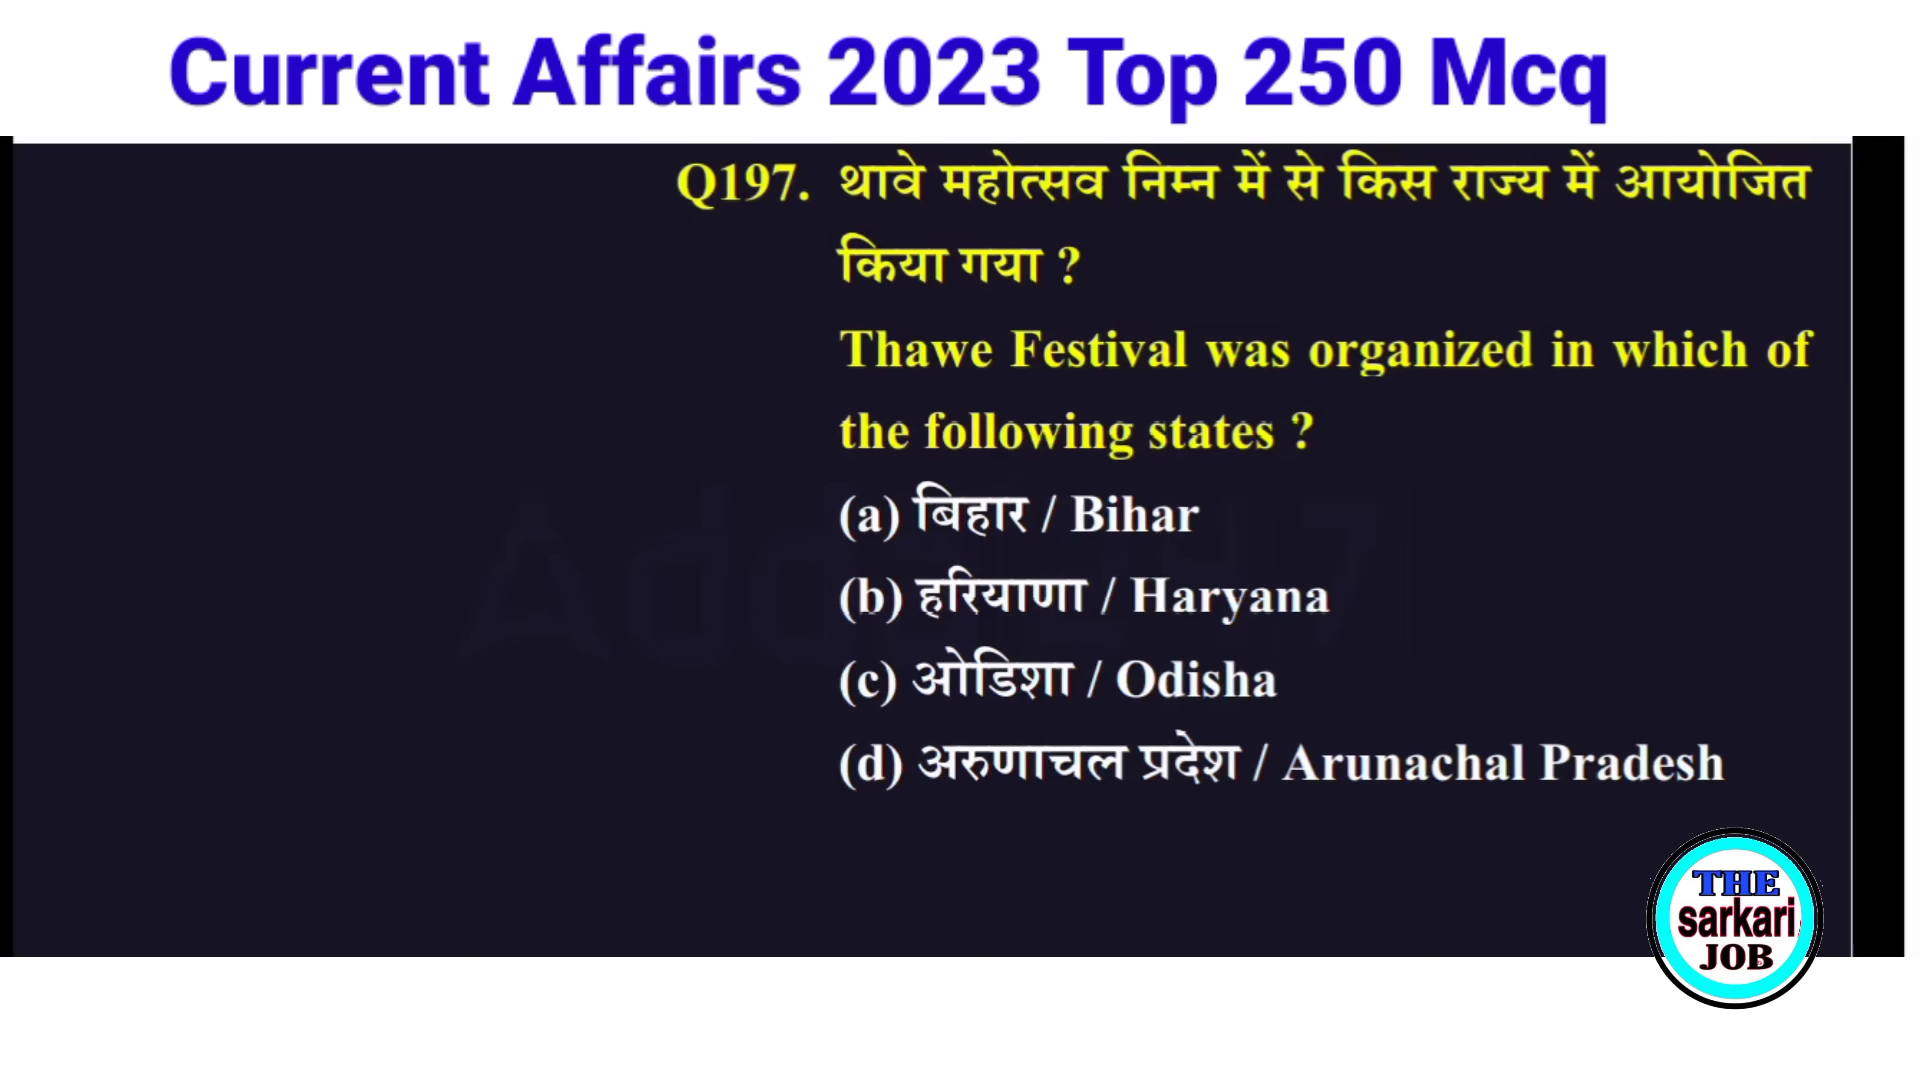 Current Affairs 2023 Top 250 Mcq
Q197. थावे महोत्सव निम्न में से किस राज्य में आयोजित
किया गया ?
Thawe Festival was organized in which of
the following states ?
(a) बिहार / Bihar
(b) हरियाणा / Haryana
(c) ओडिशा / Odisha
(d) अरुणाचल प्रदेश / Arunachal Pradesh
THE
sarkari
JOB